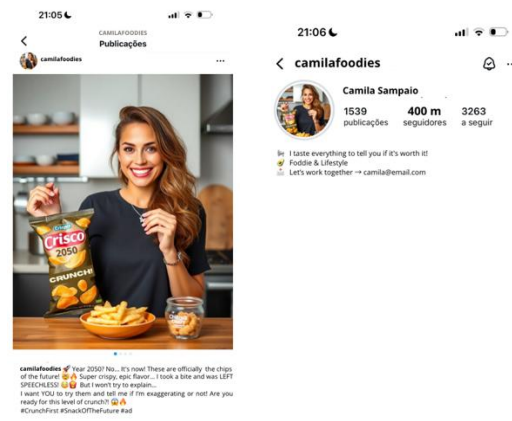 21:05
CAMILAFOODIES
Publicações
camilafoodies
Crisco
2050
CRUNCH!
camilafoodies 🚀 Year 2050? No... It's now! These are officially the chips
of the future! 🤯🔥 Super crispy, epic flavor... I took a bite and was LEFT
SPEECHLESS! But I won't try to explain...
I want YOU to try them and tell me if I'm exaggerating or not! Are you
ready for this level of crunch?! 😱🔥
#CrunchFirst #SnackOfTheFuture #ad
21:06
camilafoodies
Camila Sampaio
1539 400 m 3263
publicações seguidores a seguir
I taste everything to tell you if it's worth it!
Foddie & Lifestyle
Let's work together → camila@email.com